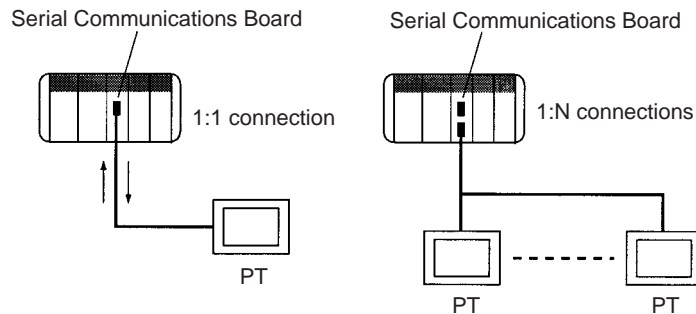 Serial Communications Board
1:1 connection
PT
Serial Communications Board
1:N connections
PT
PT